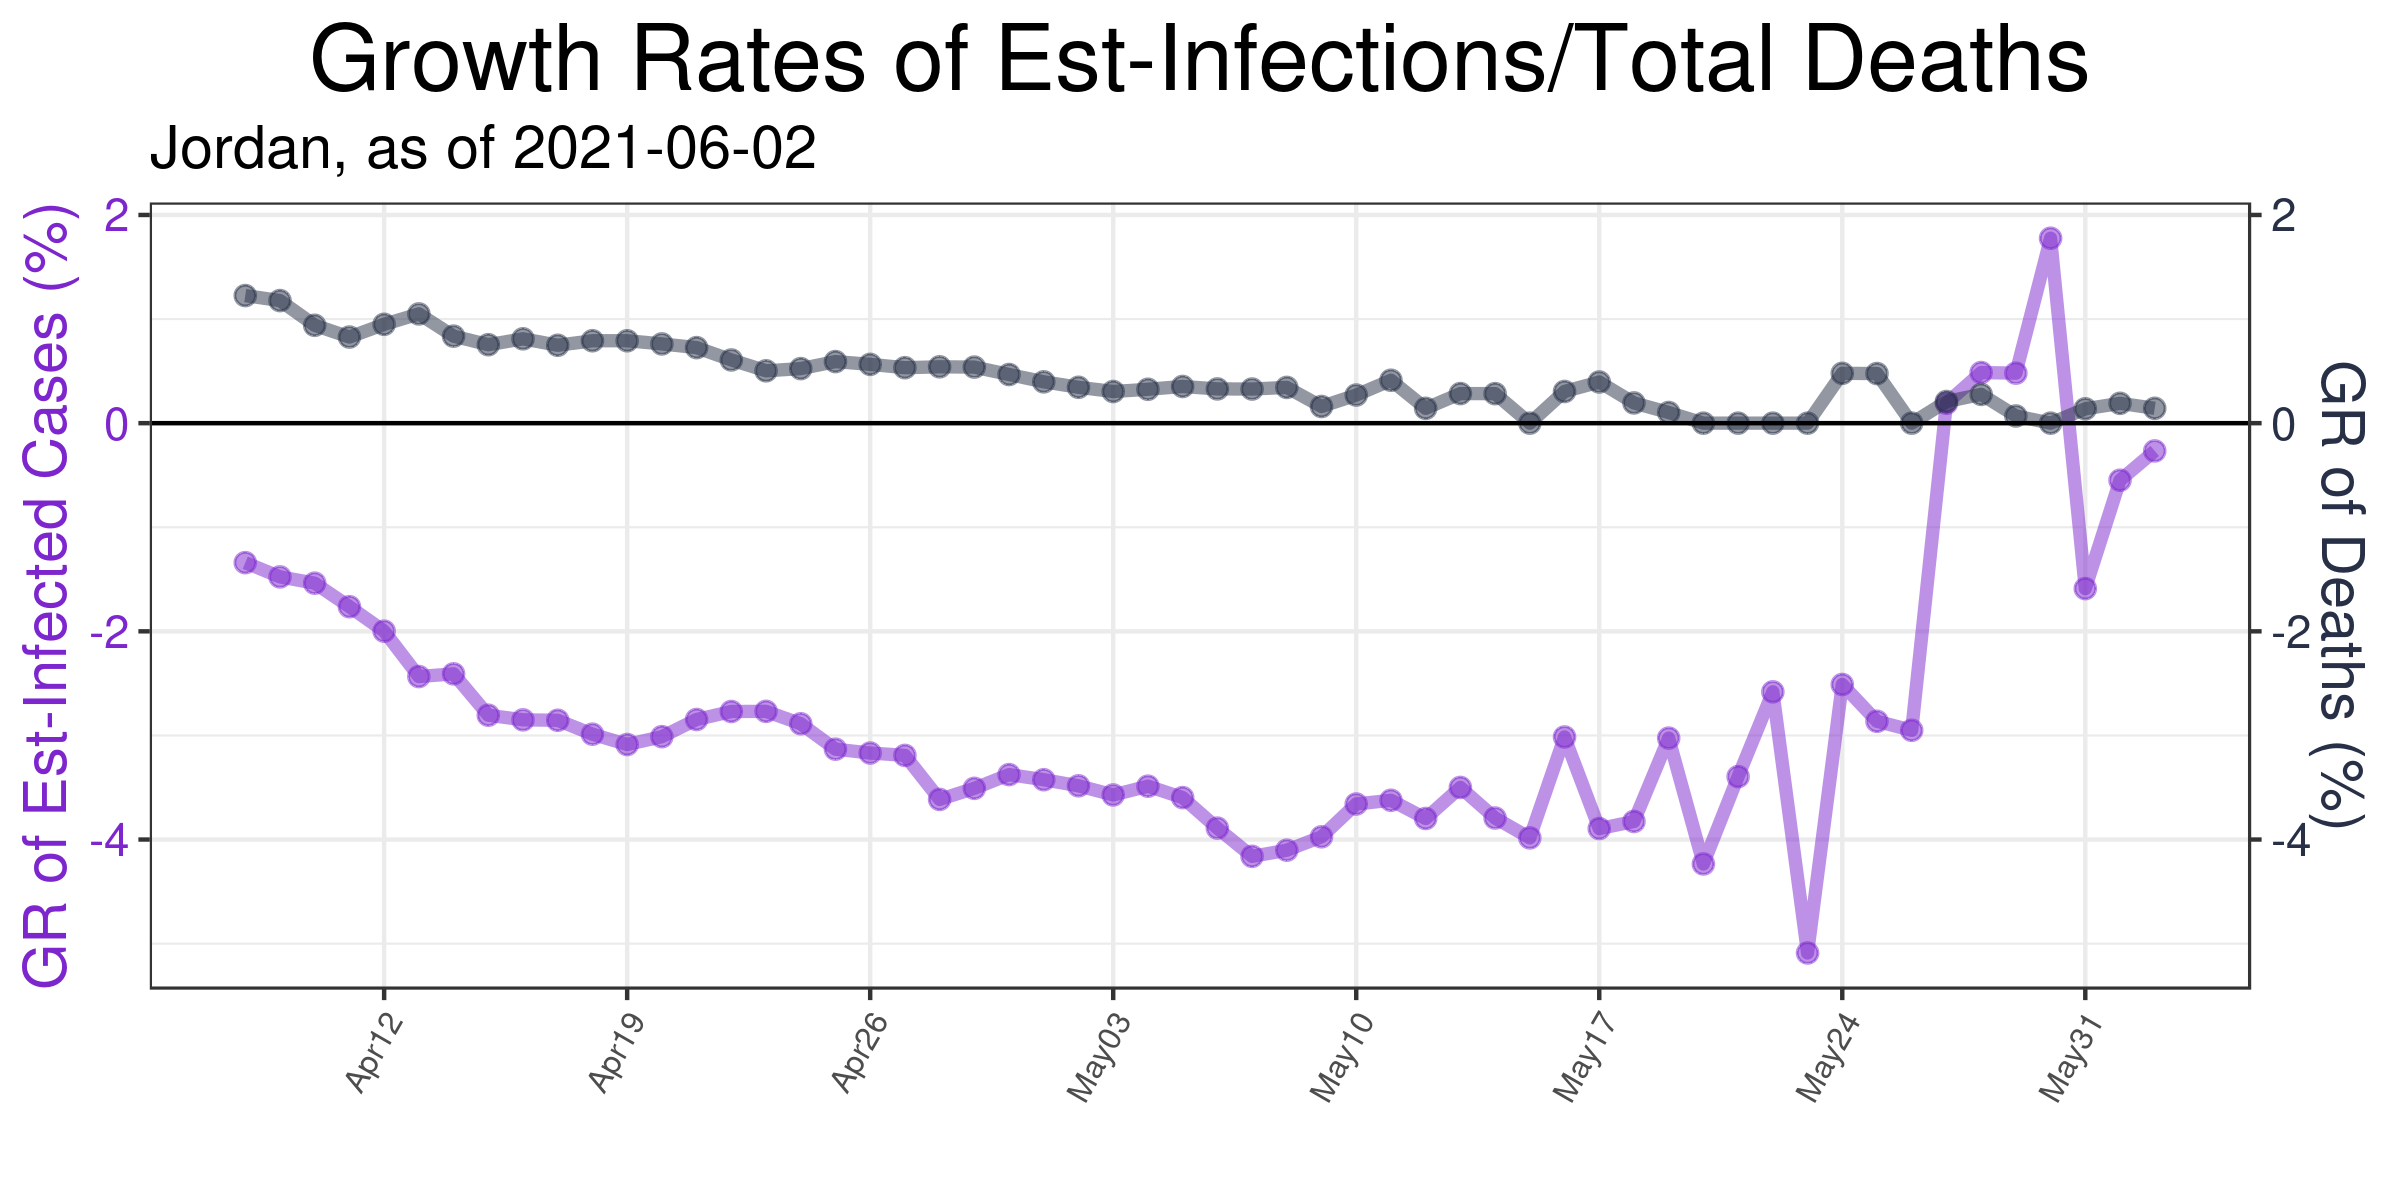 Growth Rates of Est-Infections/Total Deaths
Jordan, as of 2021-06-02
GR of Est-Infected Cases (%)
2
0
-2
-4
2
0
-2
-4
GR of Deaths (%)
Apr12
Apr19
Apr26
May03
May10
May17
May24
May31